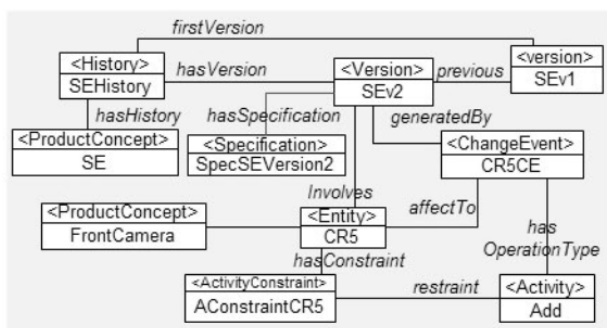 firstVersion
<History>
SEHistory
hasVersion
<Version>
SEv2
previous
<version>
SEv1
hasHistory
hasSpecification
generatedBy
<ProductConcept>
SE
<Specification>
SpecSEVersion2
<ChangeEvent>
CR5CE
Involves
affectTo
<ProductConcept>
FrontCamera
<Entity>
CR5
has
OperationType
hasConstraint
<ActivityConstraint>
AConstraintCR5
restraint
<Activity>
Add